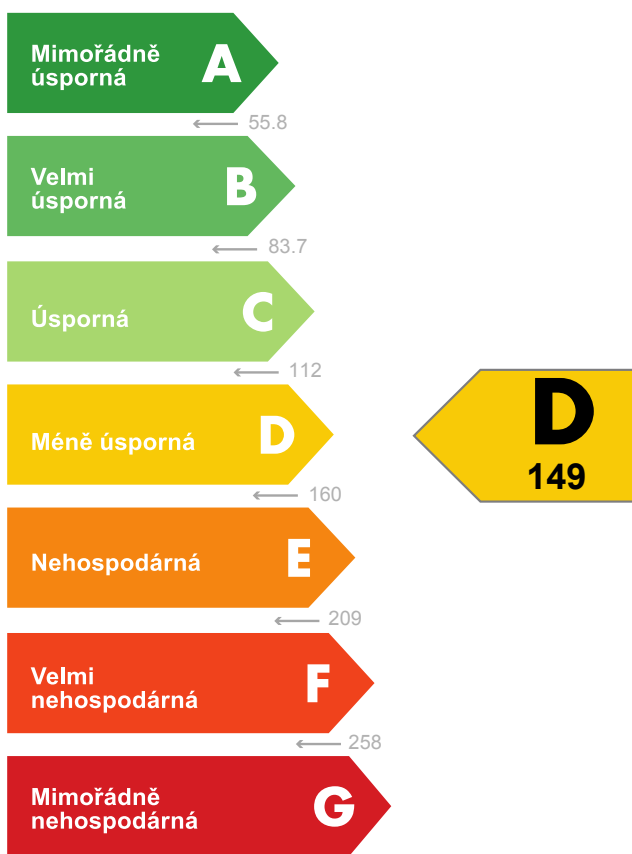 Mimořádně
úsporná
A
← 55.8
Velmi
úsporná
B
← 83.7
Úsporná
C
← 112
Méně úsporná
D
← 160
D
149
Nehospodárná
E
← 209
Velmi
nehospodárná
F
← 258
Mimořádně
nehospodárná
G